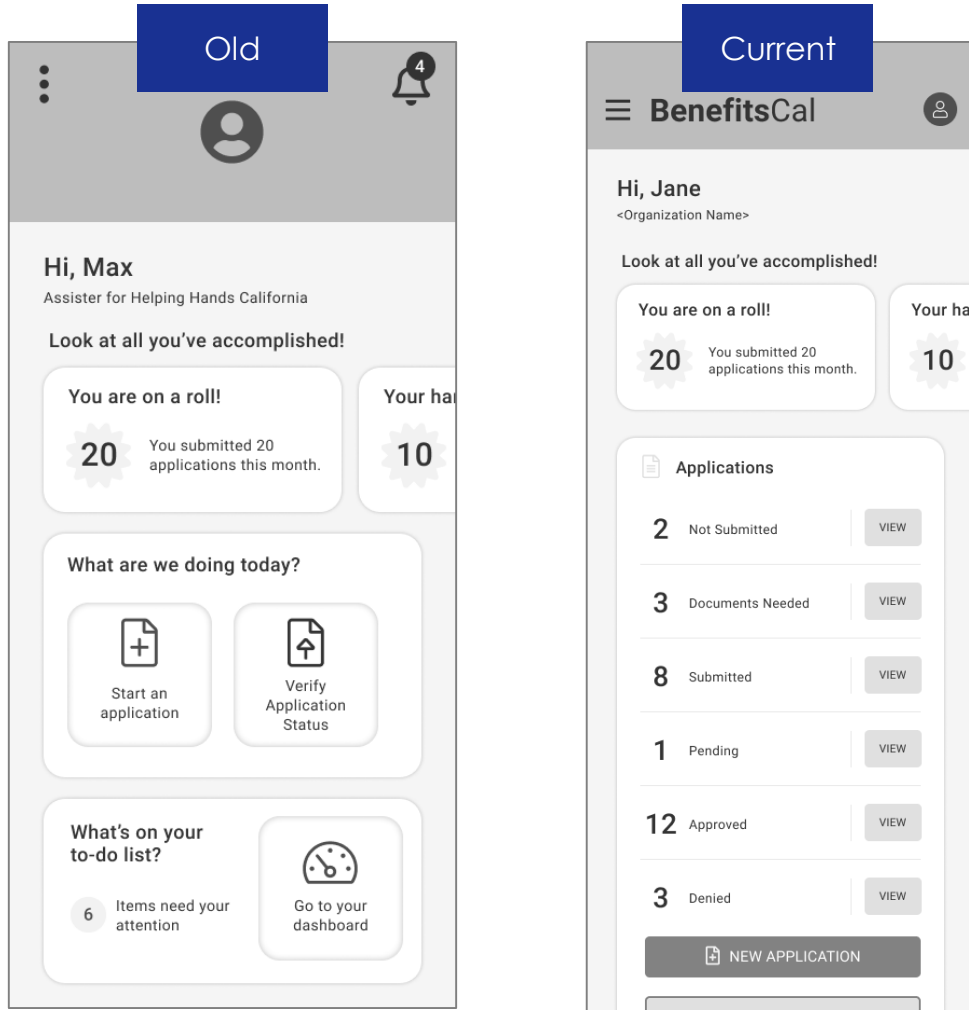 Old
4
Hi, Max
Assister for Helping Hands California
Look at all you've accomplished!
You are on a roll!
20
You submitted 20
applications this month.
Your ha
10
What are we doing today?
Start an
application
Verify
Application
Status
What's on your
to-do list?
6
Items need your
attention
Go to your
dashboard
Current
BenefitsCal
Hi, Jane
<Organization Name>
Look at all you've accomplished!
You are on a roll!
20
You submitted 20
applications this month.
Your ha
10
Applications
2 Not Submitted VIEW
3 Documents Needed VIEW
8 Submitted VIEW
1 Pending VIEW
12 Approved VIEW
3 Denied VIEW
NEW APPLICATION